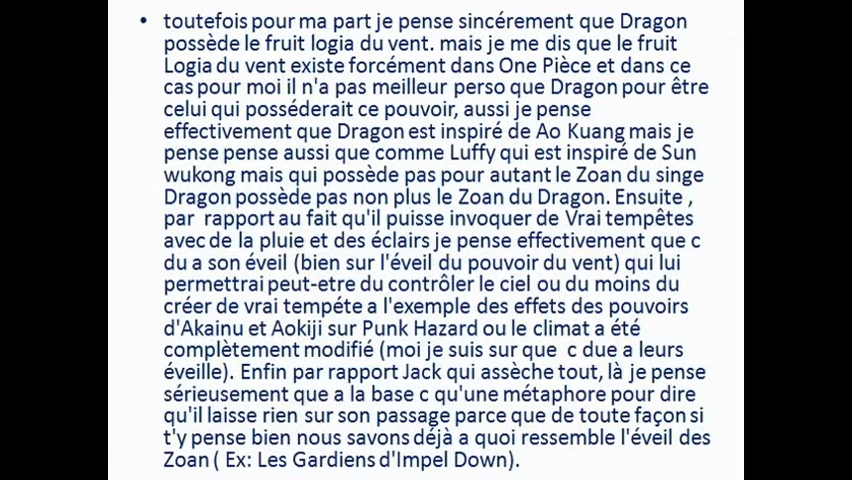 • toutefois pour ma part je pense sincérement que Dragon
possède le fruit logia du vent. mais je me dis que le fruit
Logia du vent existe forcément dans One Pièce et dans ce
cas pour moi il n'a pas meilleur perso que Dragon pour être
celui qui posséderait ce pouvoir, aussi je pense
effectivement que Dragon est inspiré de Ao Kuang mais je
pense pense aussi que comme Luffy qui est inspiré de Sun
wukong mais qui possède pas pour autant le Zoan du singe
Dragon possède pas non plus le Zoan du Dragon. Ensuite ,
par rapport au fait qu'il puisse invoquer de Vrai tempêtes
avec de la pluie et des éclairs je pense effectivement que c
du a son éveil (bien sur l'éveil du pouvoir du vent) qui lui
permettrai peut-etre du contrôler le ciel ou du moins du
créer de vrai tempéte a l'exemple des effets des pouvoirs
d'Akainu et Aokiji sur Punk Hazard ou le climat a été
complètement modifié (moi je suis sur que c due a leurs
éveille). Enfin par rapport Jack qui assèche tout, là je pense
sérieusement que a la base c qu'une métaphore pour dire
qu'il laisse rien sur son passage parce que de toute façon si
t'y pense bien nous savons déjà a quoi ressemble l'éveil des
Zoan ( Ex: Les Gardiens d'Impel Down).